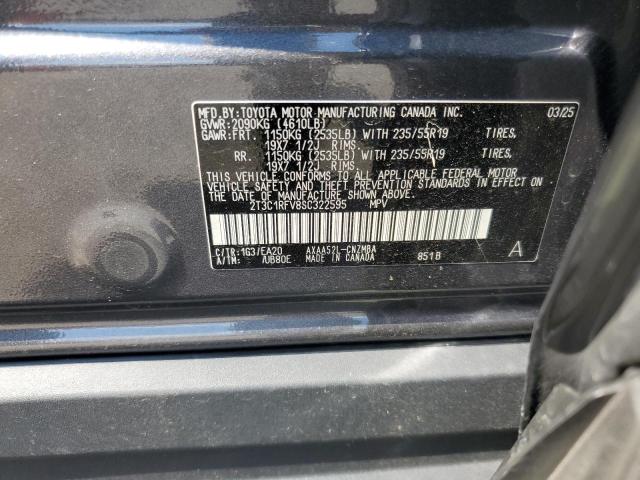 MFD.BY:TOYOTA MOTOR MANUFACTURING CANADA INC. 03/25
GVWR:2090KG (4610LB)
GAWR:FRT. 1150KG (2535LB) WITH 235/55R19 TIRES,
19X7 1/2J RIMS.
RR. 1150KG (2535LB) WITH 235/55R19 TIRES,
19X7 1/2J RIMS.
THIS VEHICLE CONFORMS TO ALL APPLICABLE FEDERAL MOTOR
VEHICLE SAFETY AND THEFT PREVENTION STANDARDS IN EFFECT ON
THE DATE OF MANUFACTURE SHOWN ABOVE.
2T3C1RFV8SC322595 MPV
C/TR:1G3/EA20 AXAA52L-CNZMBA
A/TM: /UB80E MADE IN CANADA 851B A